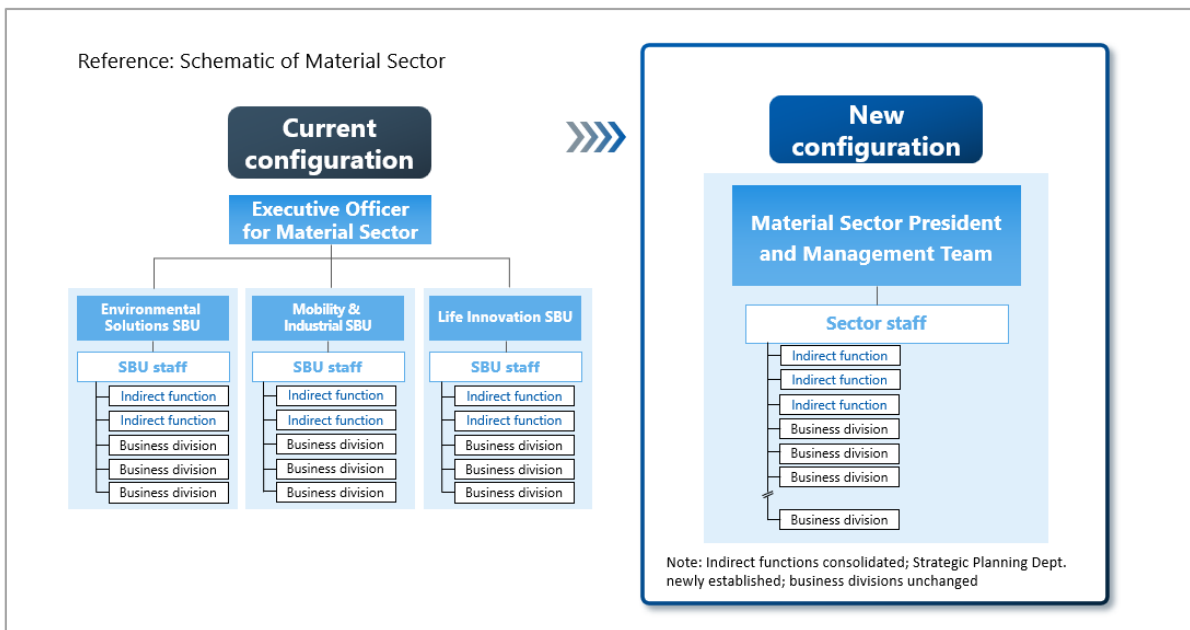 Reference: Schematic of Material Sector
Current
configuration
Executive Officer
for Material Sector
Environmental
Solutions SBU
SBU staff
Indirect function
Indirect function
Business division
Business division
Business division
Mobility &
Industrial SBU
SBU staff
Indirect function
Indirect function
Business division
Business division
Business division
Life Innovation SBU
SBU staff
Indirect function
Indirect function
Business division
Business division
Business division
New
configuration
Material Sector President
and Management Team
Sector staff
Indirect function
Indirect function
Indirect function
Business division
Business division
Business division
Business division
Note: Indirect functions consolidated; Strategic Planning Dept.
newly established; business divisions unchanged